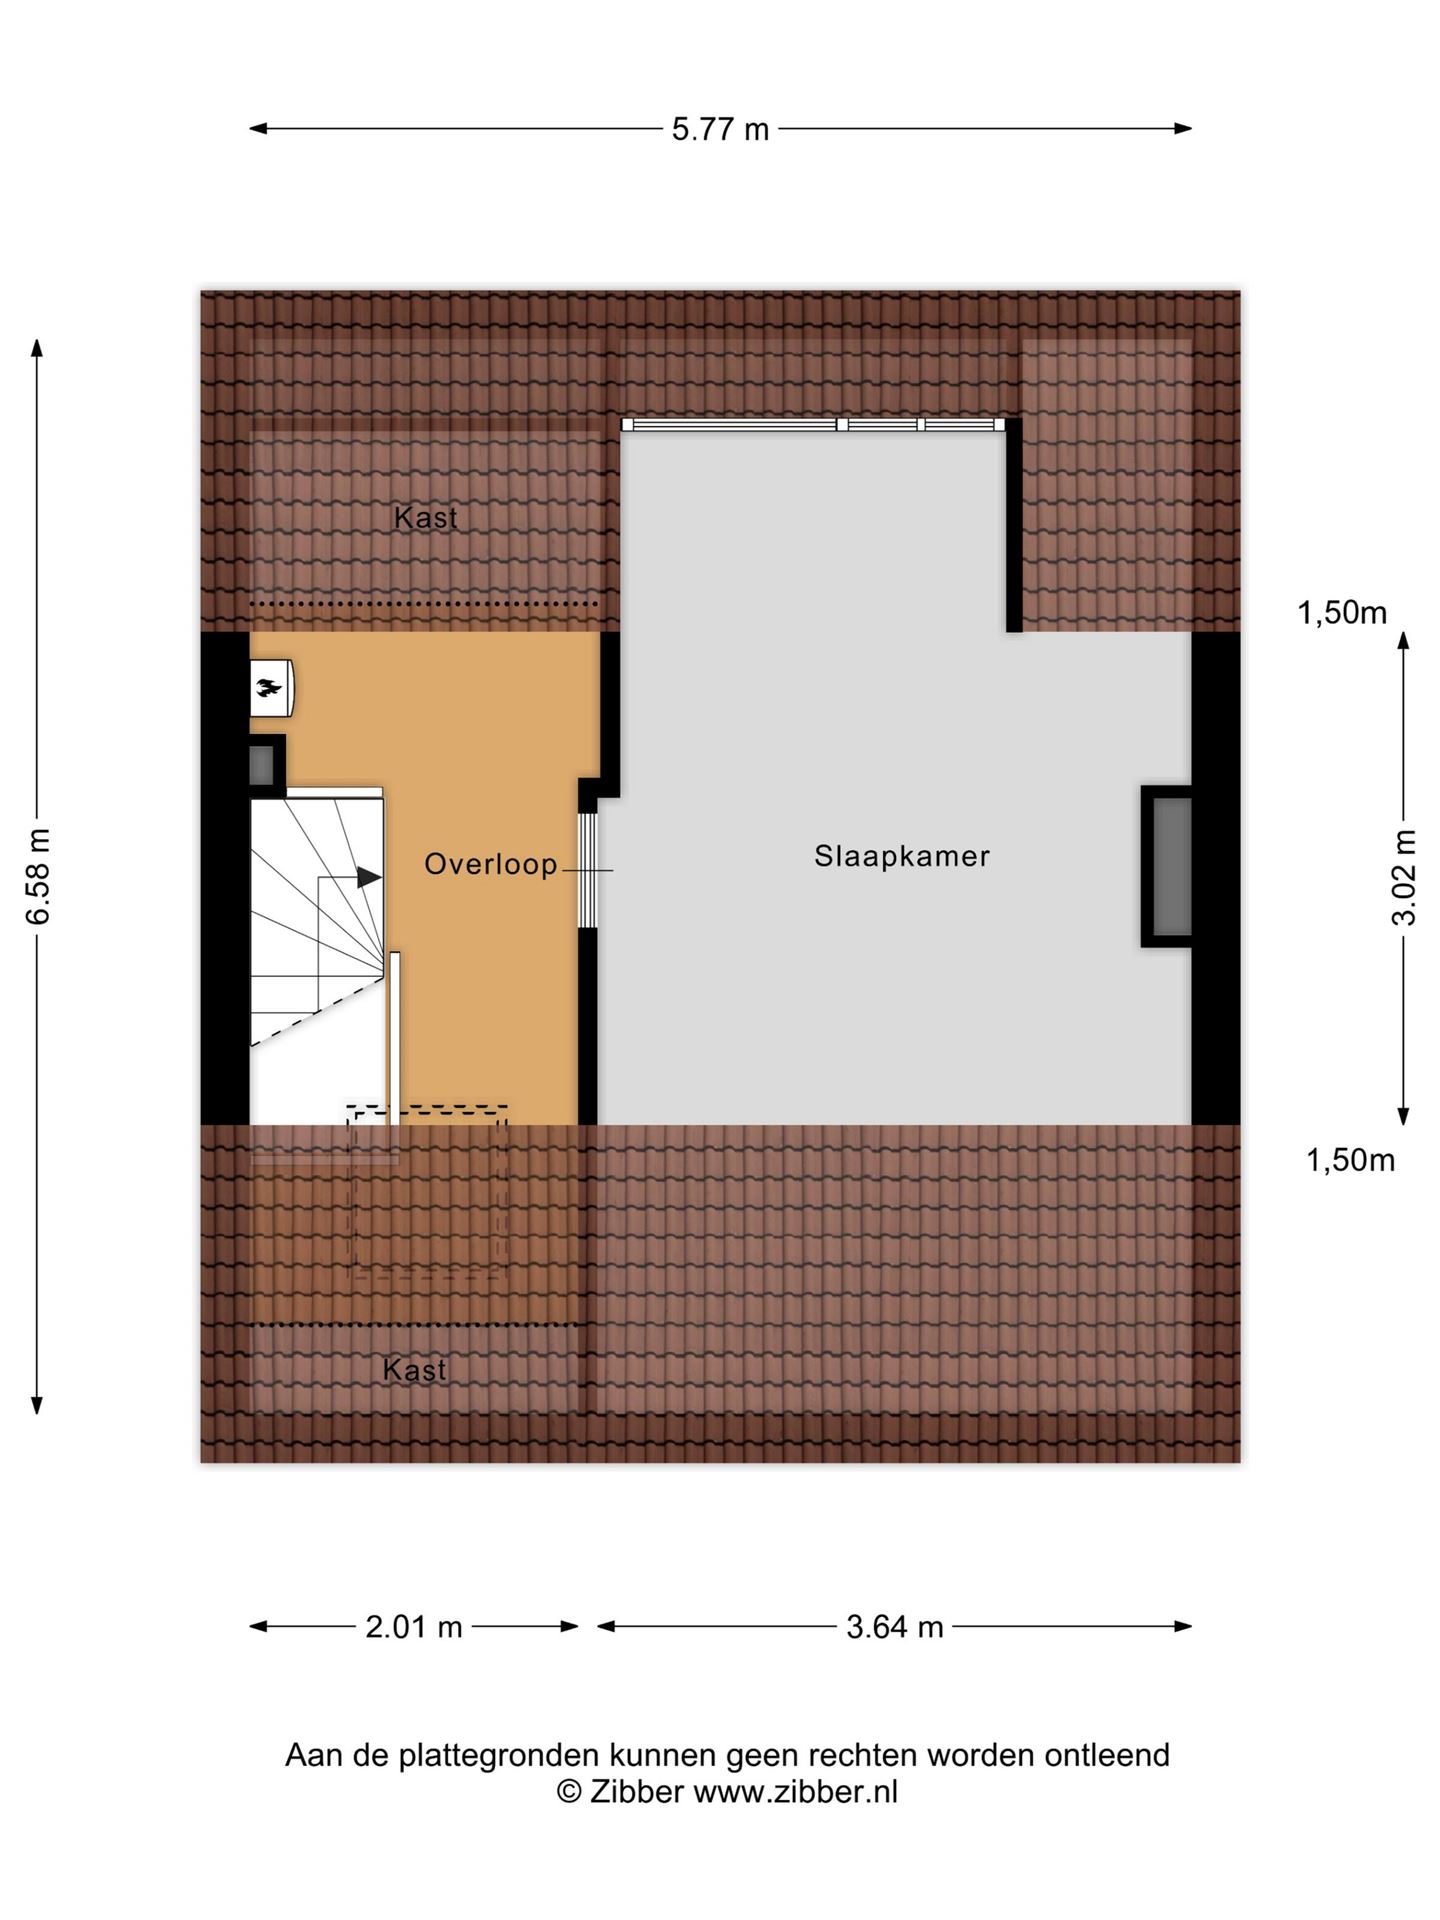 5.77 m
Kast
1,50m
6.58 m
Overloop
Slaapkamer
3.02 m
1,50m
Kast
2.01 m
3.64 m
Aan de plattegronden kunnen geen rechten worden ontleend
© Zibber www.zibber.nl